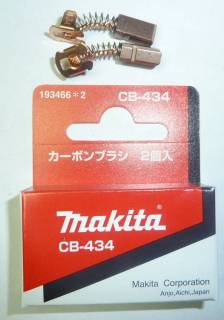 193466*2 CB-434
カーボンブラシ 2個入
makita
CB-434
Makita Corporation
Anjo,Aichi,Japan